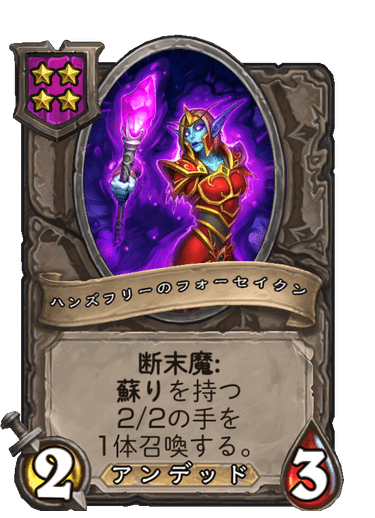 ハンズフリーのフォーセイクン
断末魔:
蘇りを持つ
2/2の手を
1体召喚する。
2
アンデッド
3